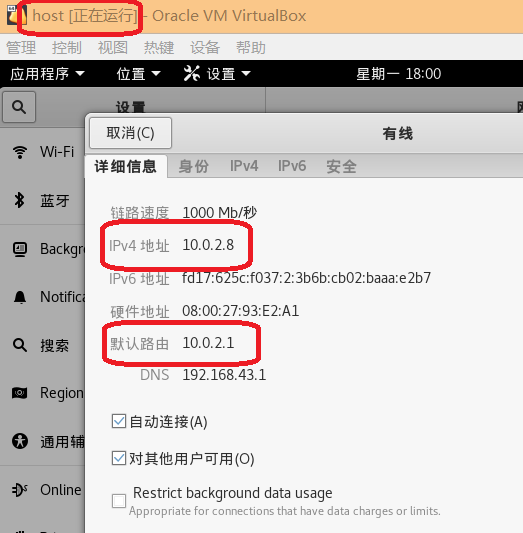 host [正在运行] - Oracle VM VirtualBox
管理 控制 视图 热键 设备 帮助
应用程序 位置 设置 星期一 18:00
设置 网
取消(C) 有线
详细信息 身份 IPv4 IPv6 安全
Wi-Fi
蓝牙
Backgr
Notifica
搜索
Region
通用辅
Online
链路速度 1000 Mb/秒
IPv4 地址 10.0.2.8
IPv6 地址 fd17:625c:f037:2:3b6b:cb02:baaa:e2b7
硬件地址 08:00:27:93:E2:A1
默认路由 10.0.2.1
DNS 192.168.43.1
自动连接(A)
对其他用户可用(O)
Restrict background data usage
Appropriate for connections that have data charges or limits.